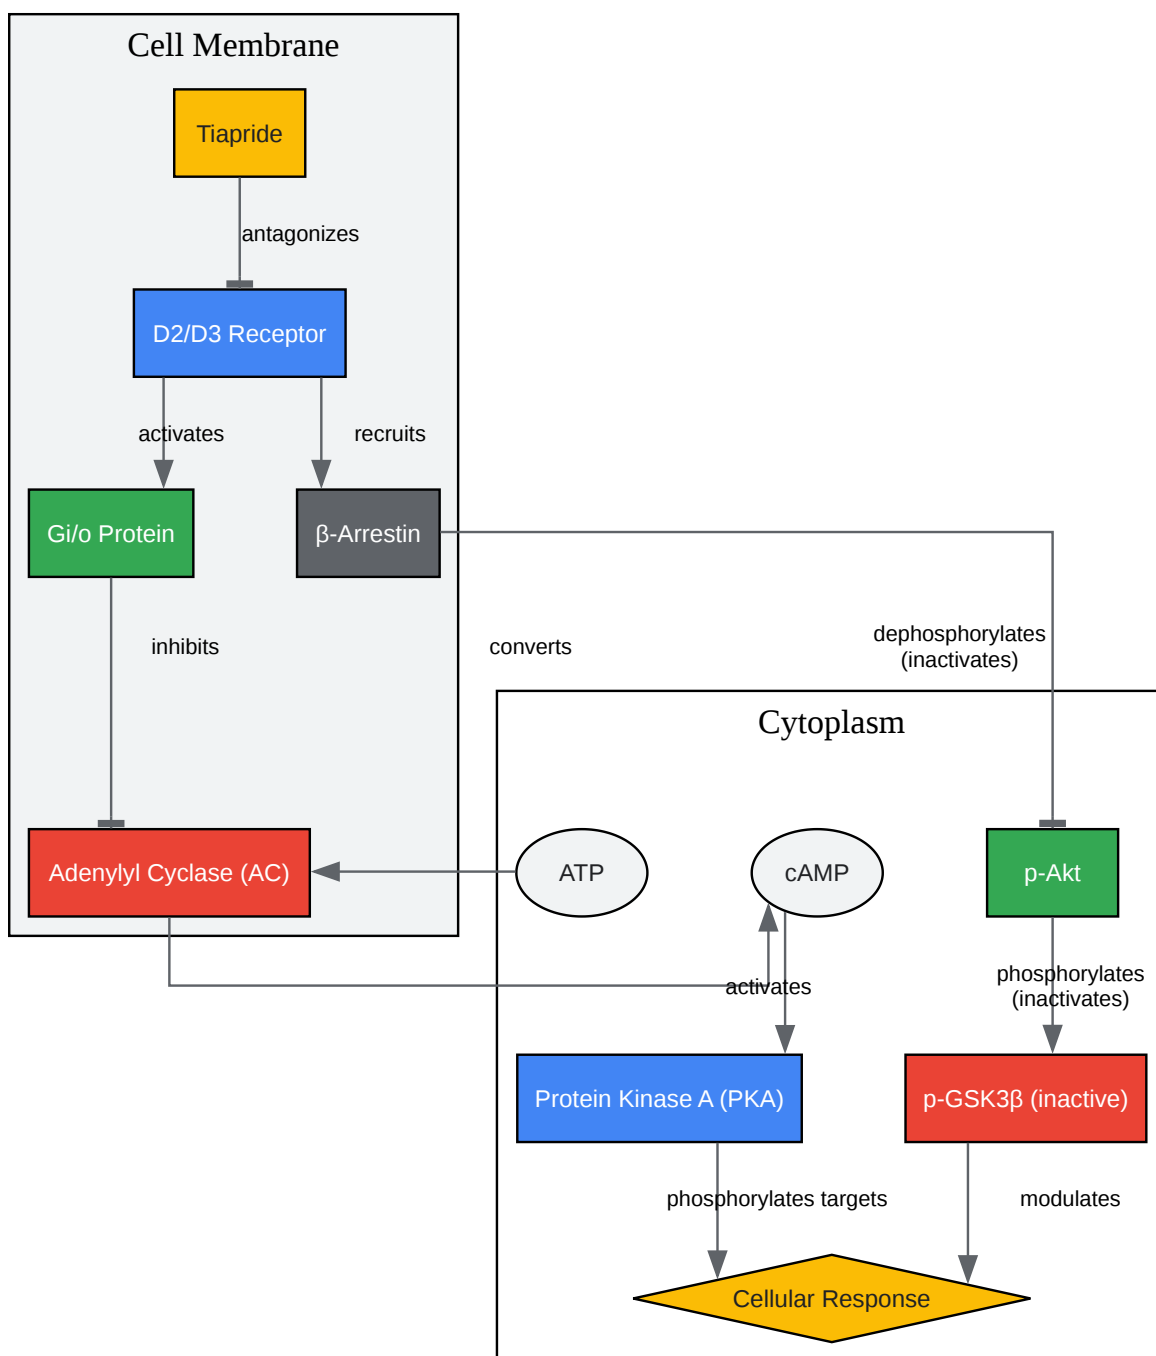 Cell Membrane
Tiapride
antagonizes
D2/D3 Receptor
activates
recruits
Gi/o Protein
β-Arrestin
inhibits
converts
dephosphorylates
(inactivates)
Cytoplasm
Adenylyl Cyclase (AC)
ATP
cAMP
p-Akt
activates
phosphorylates
(inactivates)
Protein Kinase A (PKA)
p-GSK3β (inactive)
phosphorylates targets
modulates
Cellular Response